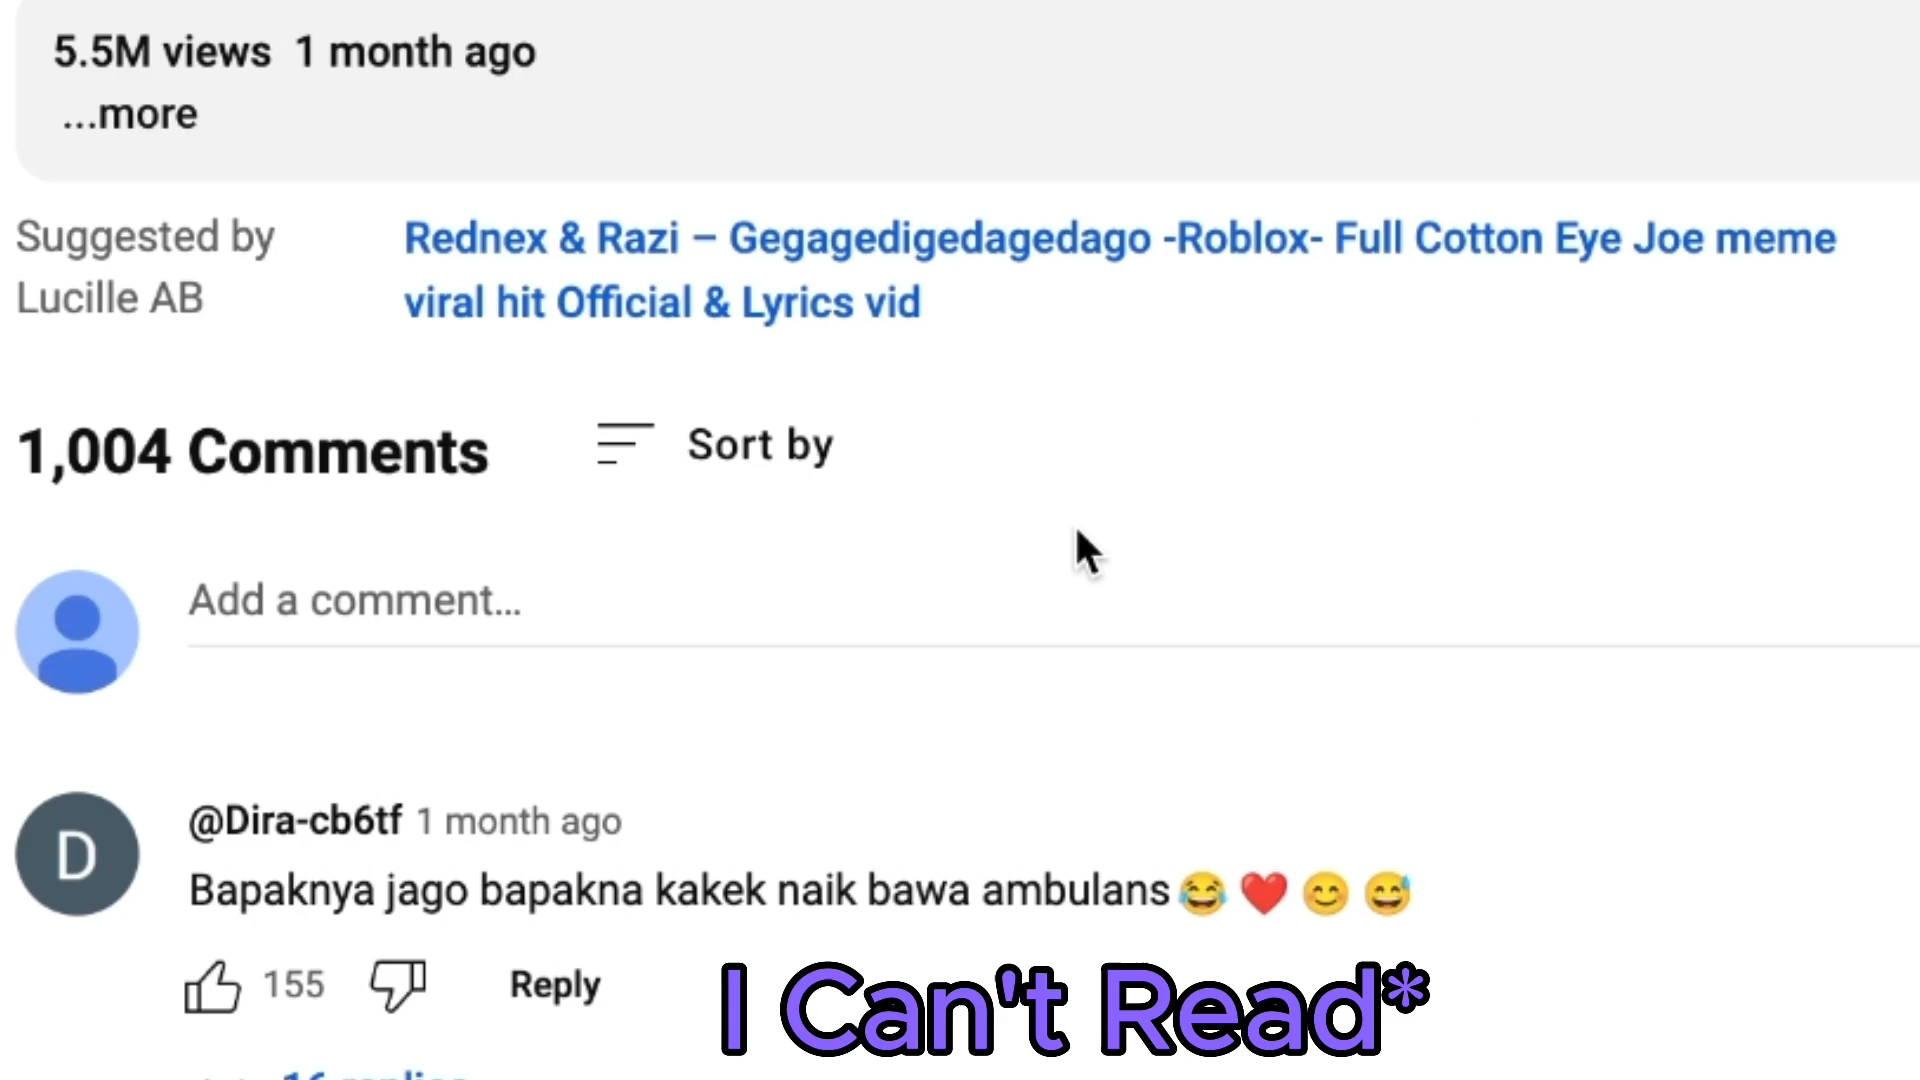 5.5M views 1 month ago
...more
Suggested by
Lucille AB
Rednex & Razi – Gegagedigedagedago -Roblox- Full Cotton Eye Joe meme
viral hit Official & Lyrics vid
1,004 Comments
Sort by
Add a comment...
D
@Dira-cb6tf 1 month ago
Bapaknya jago bapakna kakek naik bawa ambulans😂❤️😊😅
155
Reply
I Can't Read*
16 replies